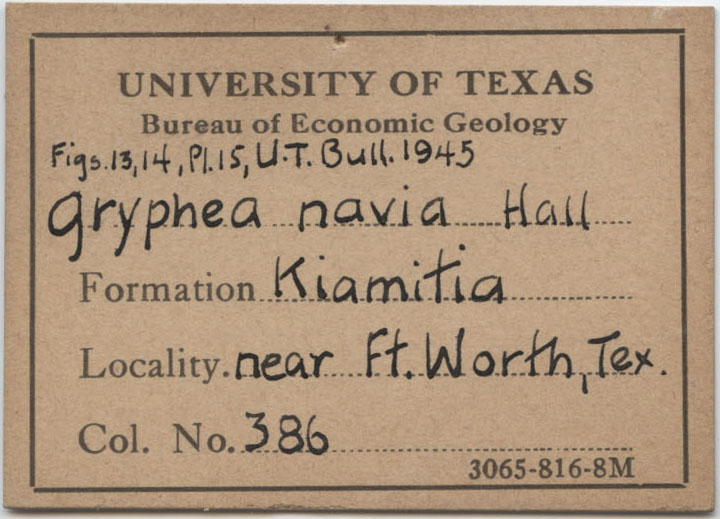 UNIVERSITY OF TEXAS
Bureau of Economic Geology
Figs. 13, 14, Pl. 15, U.T. Bull. 1945
Gryphea navia Hall
Formation Kiamitia
Locality. near Ft. Worth, Tex.
Col. No. 386
3065-816-8M